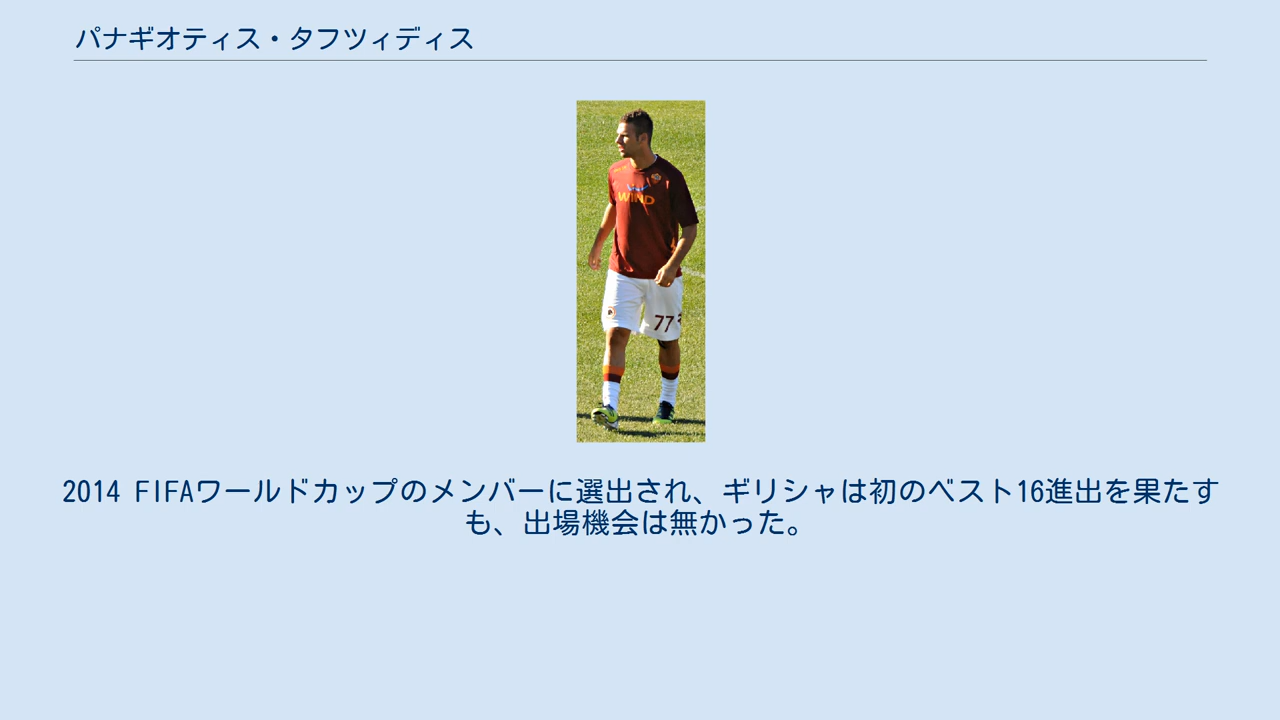 パナギオティス・タフツィディス
WIND
77
2014 FIFAワールドカップのメンバーに選出され、ギリシャは初のベスト16進出を果たす
も、出場機会は無かった。